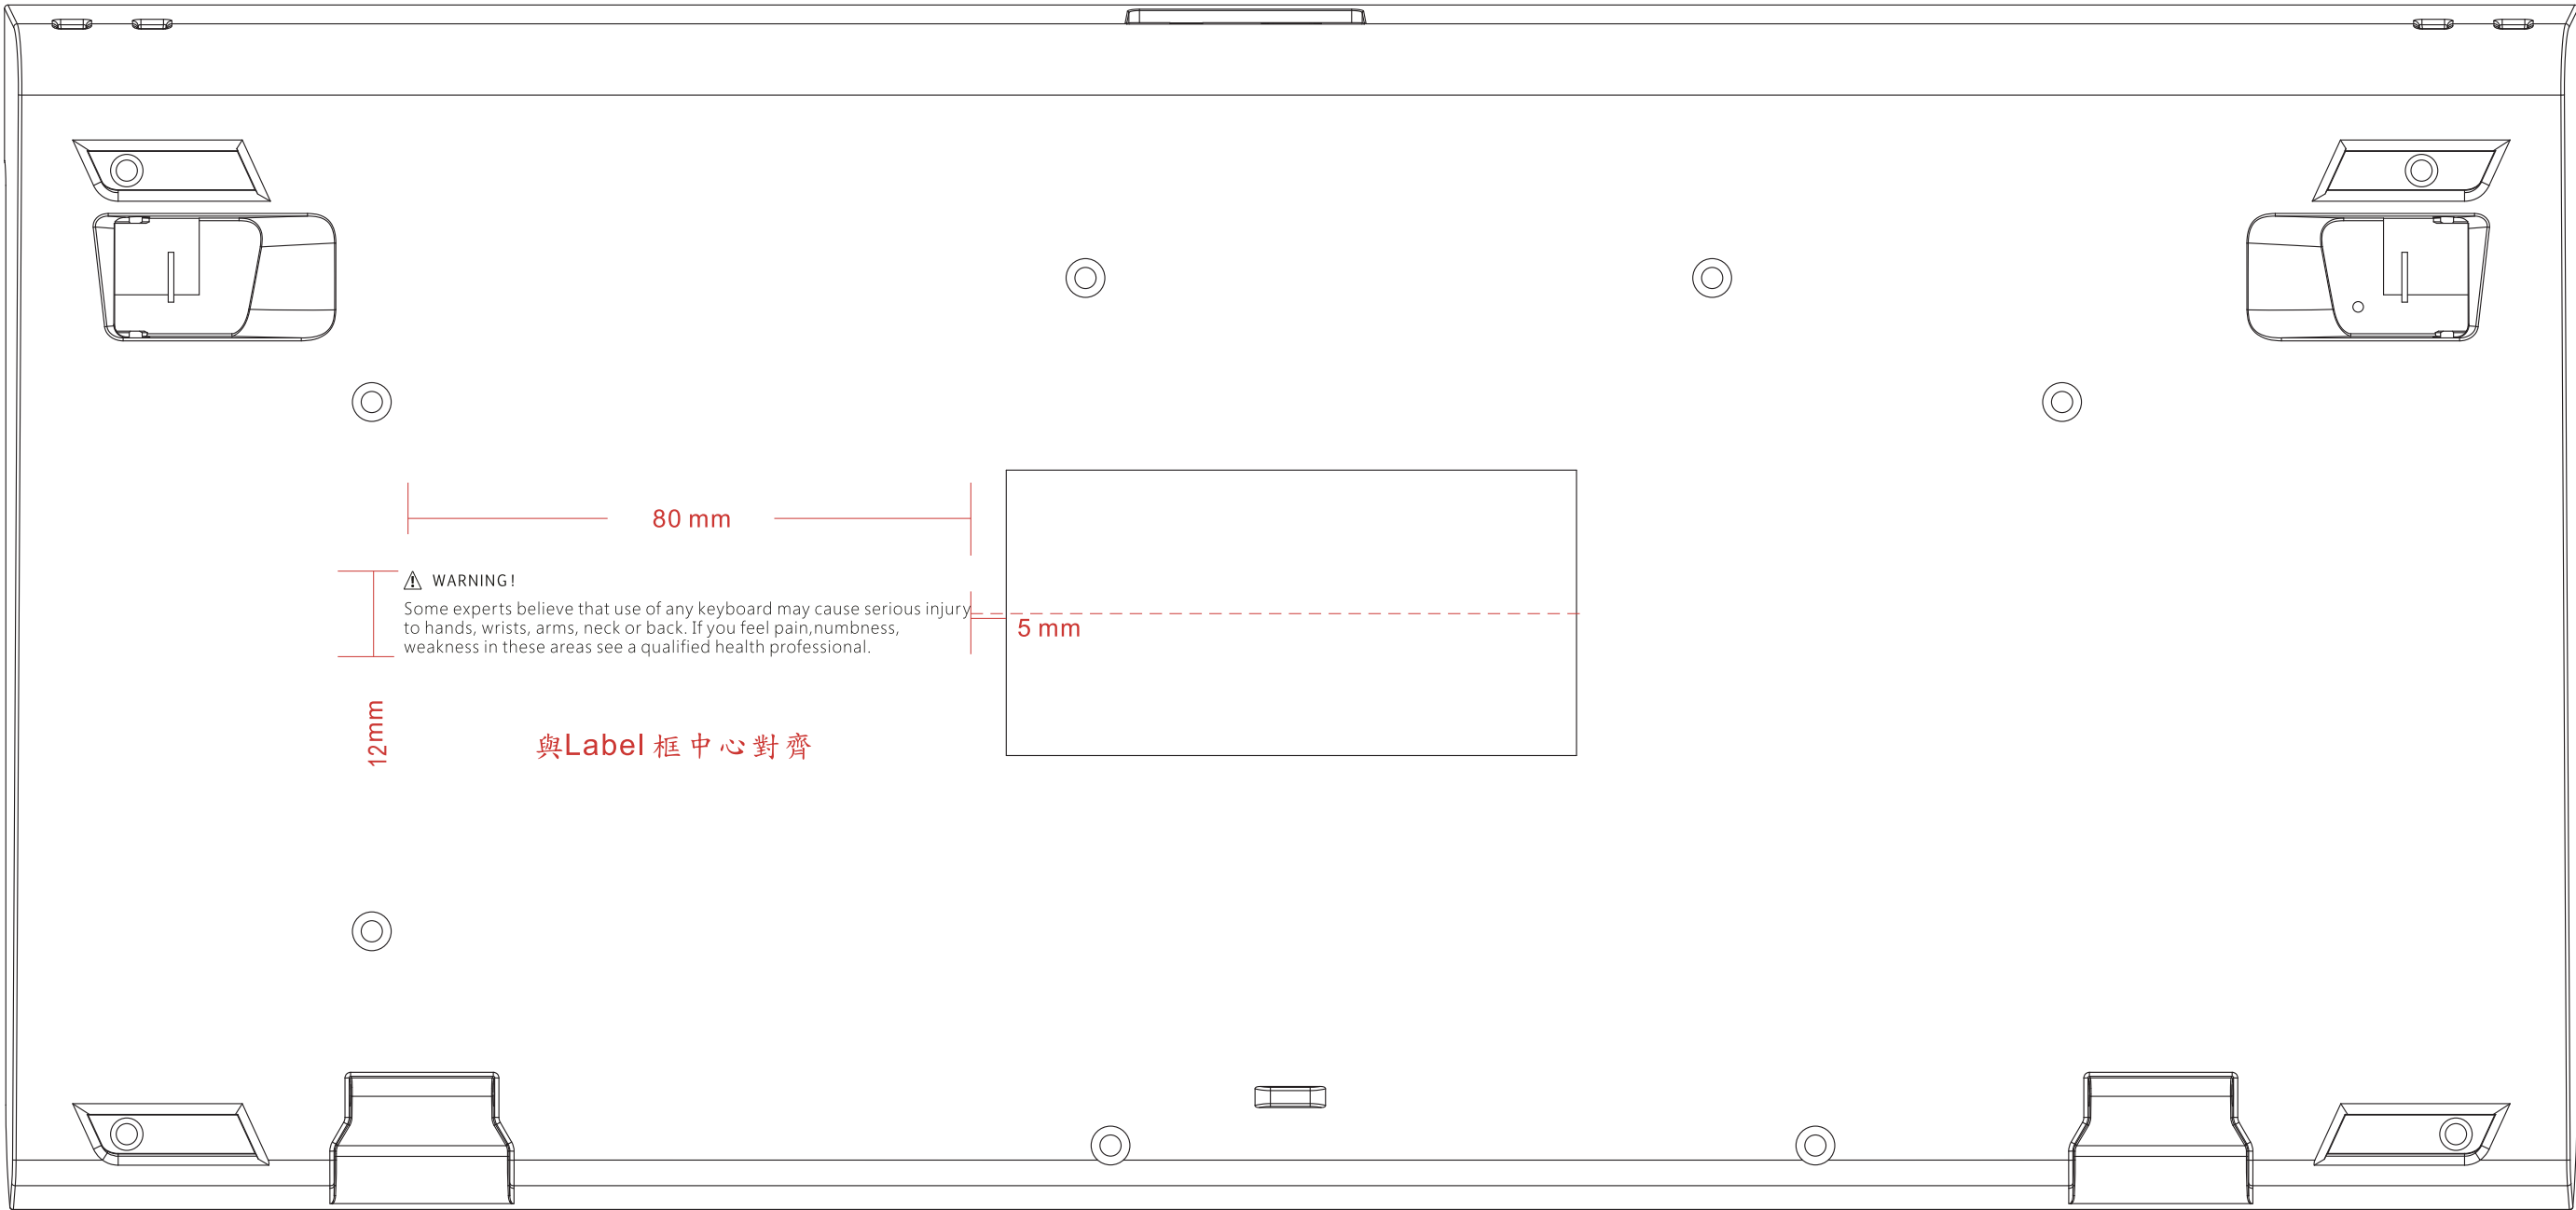 80 mm
WARNING!
Some experts believe that use of any keyboard may cause serious injury
to hands, wrists, arms, neck or back. If you feel pain,numbness,
weakness in these areas see a qualified health professional.
5 mm
12mm
與Label 框中心對齊